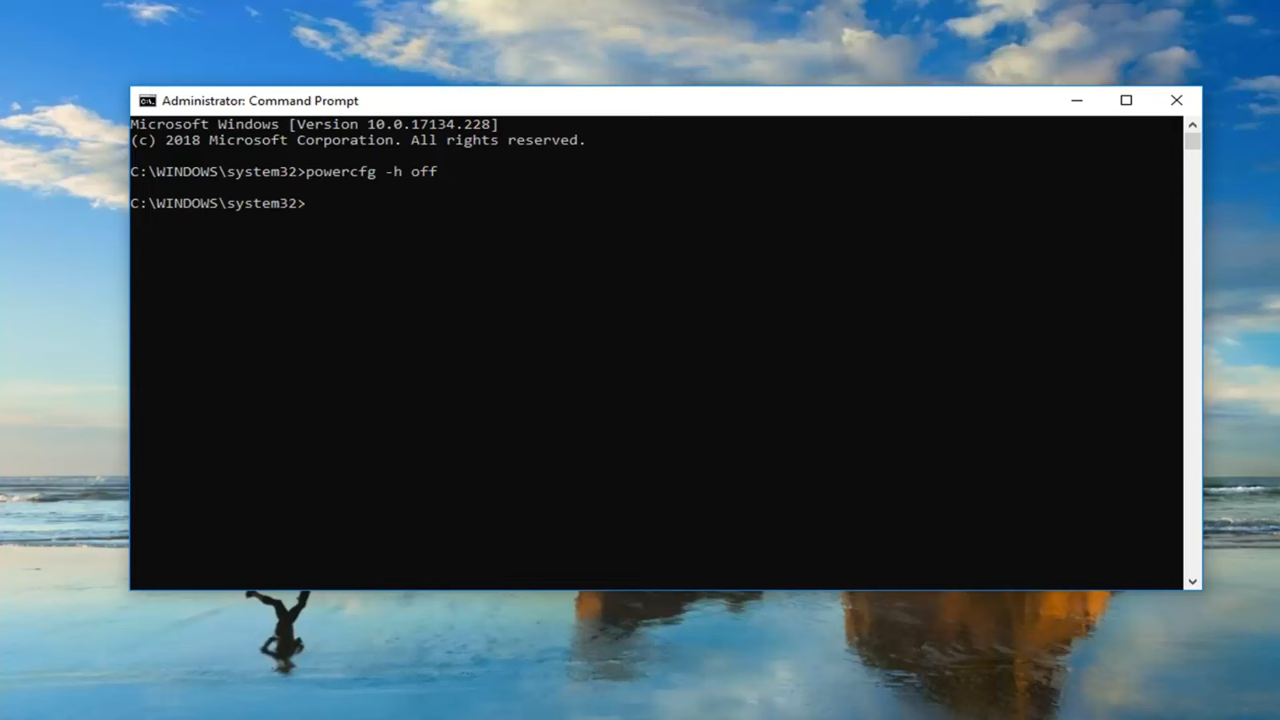 Administrator: Command Prompt
Microsoft Windows [Version 10.0.17134.228]
(c) 2018 Microsoft Corporation. All rights reserved.
C:\WINDOWS\system32>powercfg -h off
C:\WINDOWS\system32>